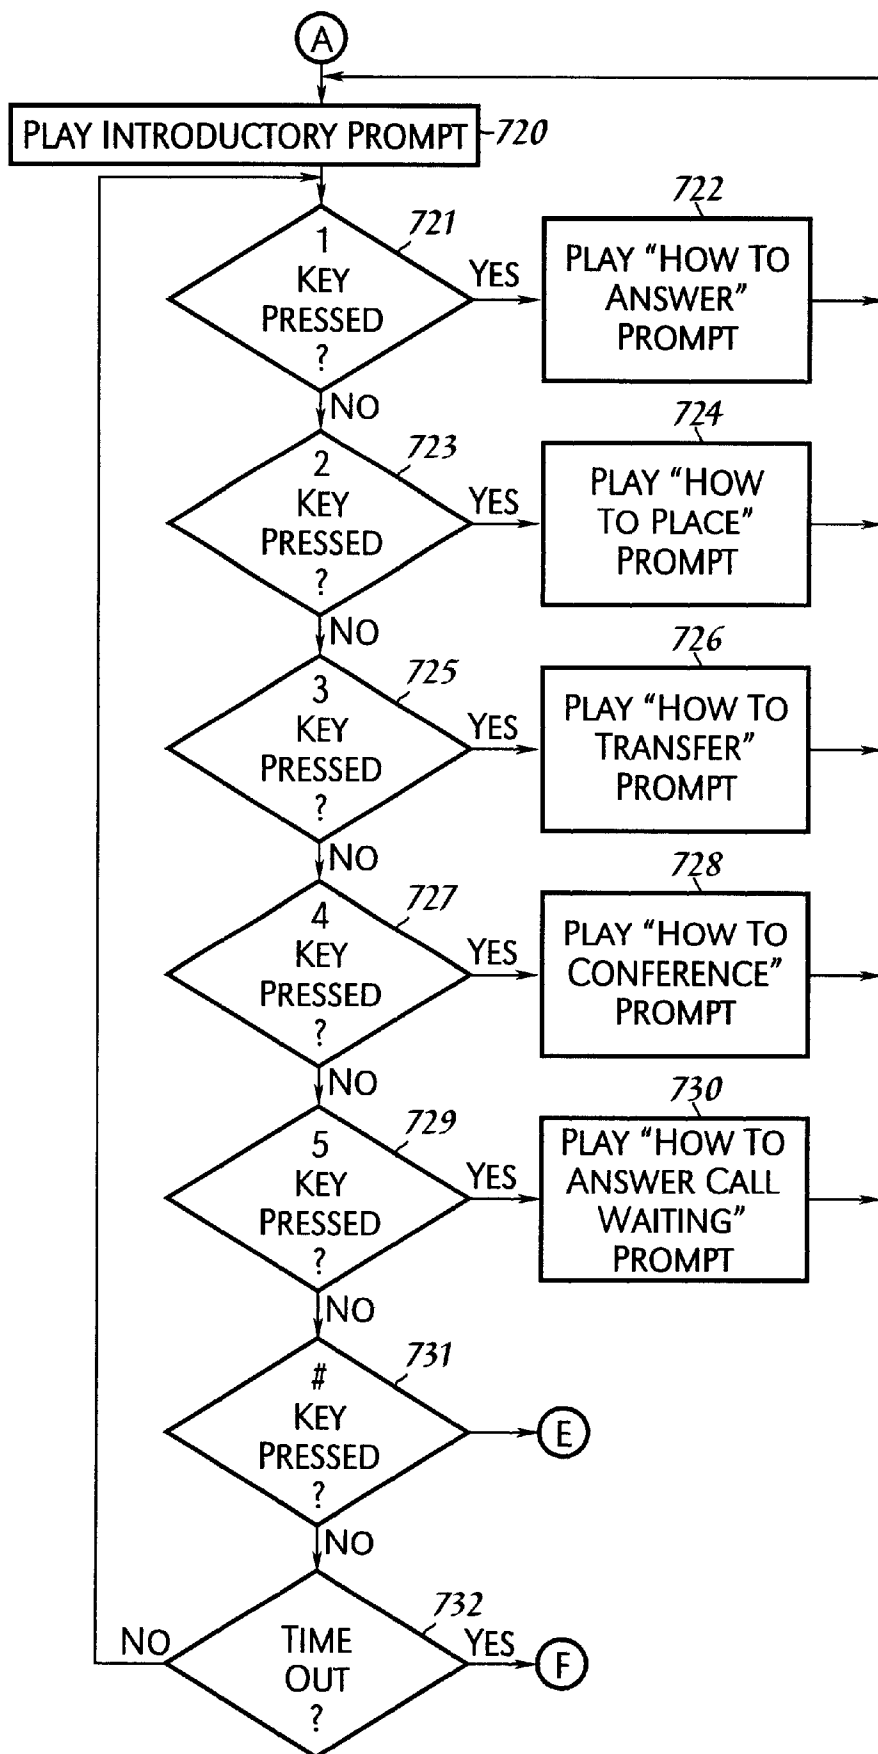 A
PLAY INTRODUCTORY PROMPT
720
1
KEY
PRESSED
?
721
YES
722
PLAY “HOW TO
ANSWER”
PROMPT
NO
2
KEY
PRESSED
?
723
YES
724
PLAY “HOW
TO PLACE”
PROMPT
NO
3
KEY
PRESSED
?
725
YES
726
PLAY “HOW TO
TRANSFER”
PROMPT
NO
4
KEY
PRESSED
?
727
YES
728
PLAY “HOW TO
CONFERENCE”
PROMPT
NO
5
KEY
PRESSED
?
729
YES
730
PLAY “HOW TO
ANSWER CALL
WAITING”
PROMPT
NO
#
KEY
PRESSED
?
731
E
NO
TIME
OUT
?
732
NO
YES
F